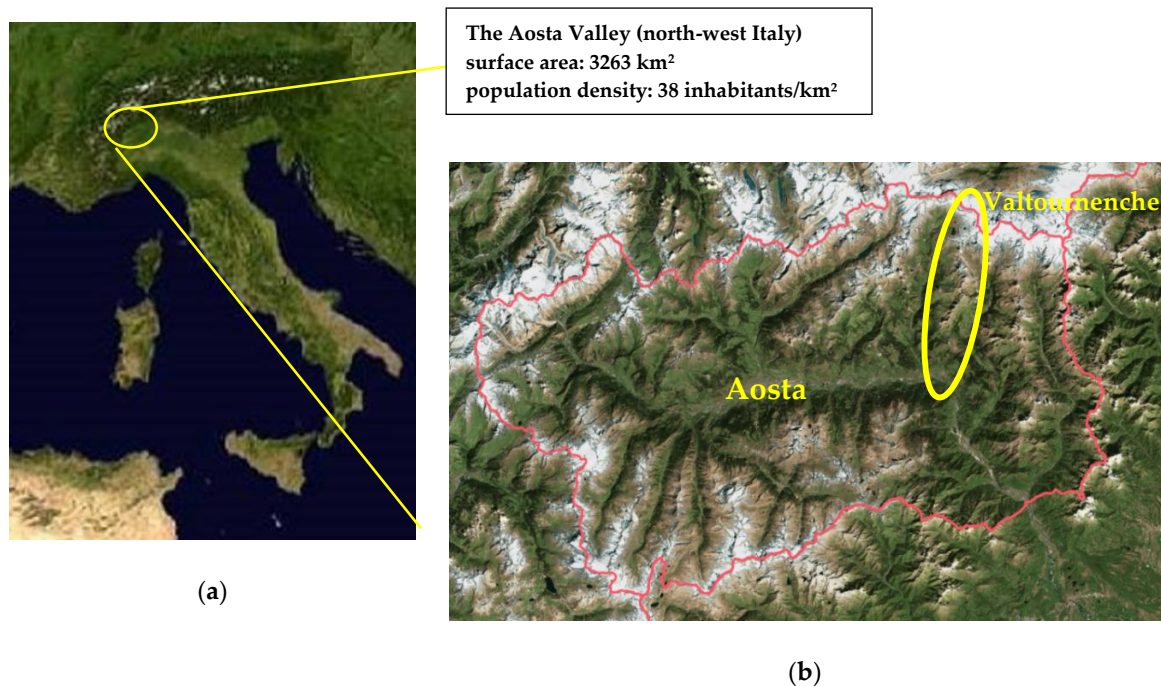 The Aosta Valley (north-west Italy)
surface area: 3263 km²
population density: 38 inhabitants/km²
Valtournenche
Aosta
(a)
(b)